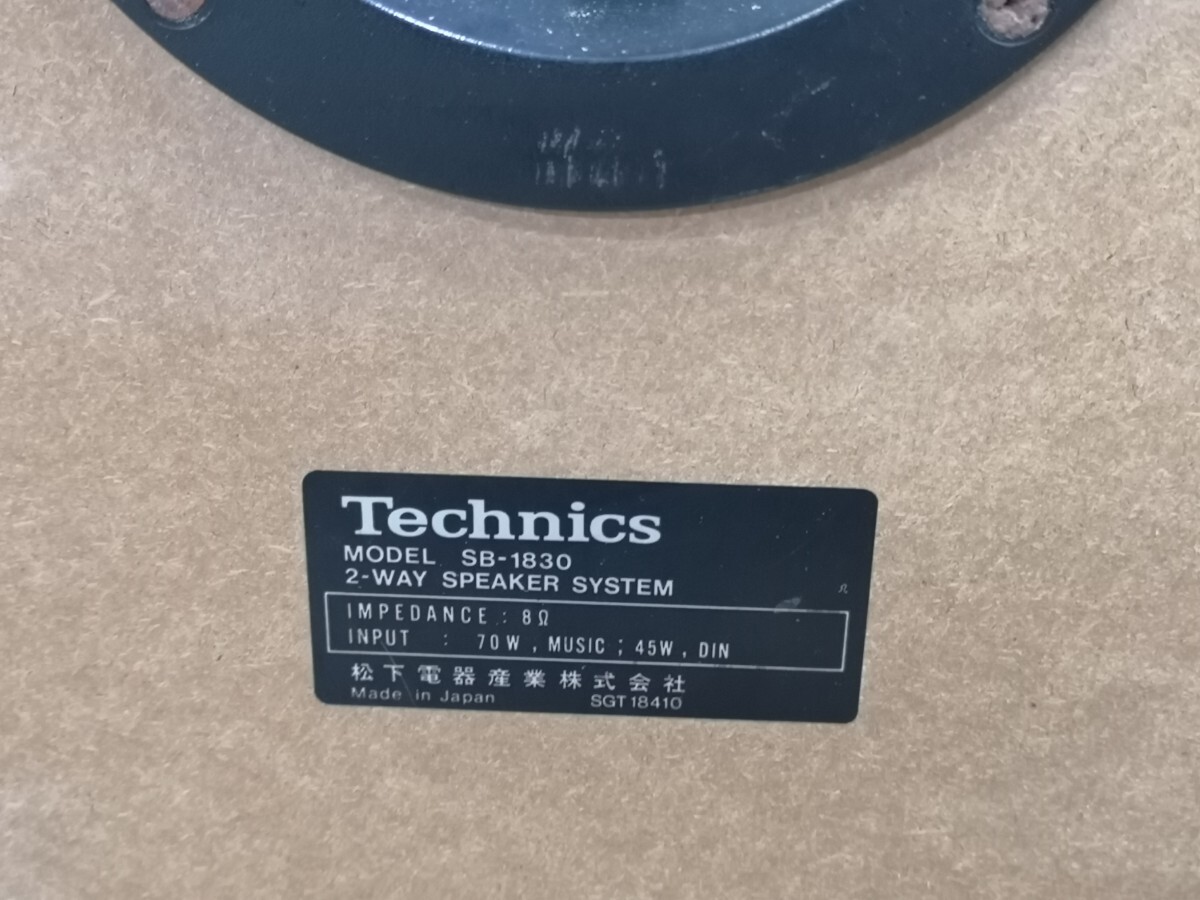 Technics
MODEL SB-1830
2-WAY SPEAKER SYSTEM
IMPEDANCE : 8Ω
INPUT : 70W , MUSIC ; 45W , DIN
松下電器産業株式会社
Made in Japan SGT18410